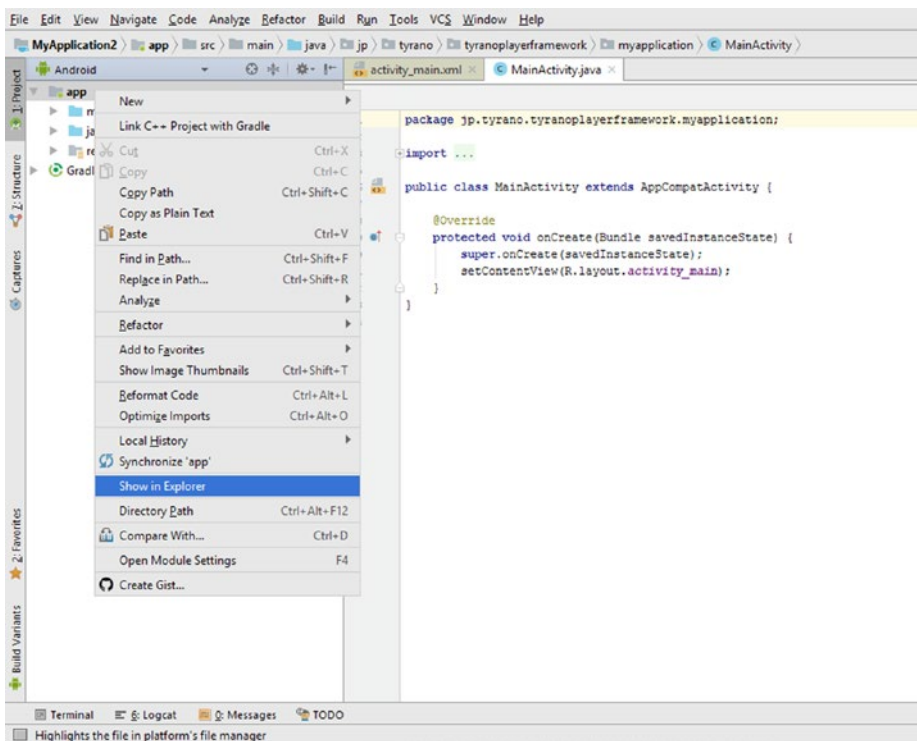 File Edit View Navigate Code Analyze Refactor Build Run Tools VCS Window Help
MyApplication2 app src main java jp tyrano tyranoplayerframework myapplication MainActivity
Android
activity_main.xml
MainActivity.java
1: Project
Z: Structure
Captures
2: Favorites
Build Variants
app
m
ja
re
Gradl
New
Link C++ Project with Gradle
Cut Ctrl+X
Copy Ctrl+C
Copy Path Ctrl+Shift+C
Copy as Plain Text
Paste Ctrl+V
Find in Path... Ctrl+Shift+F
Replace in Path... Ctrl+Shift+R
Analyze
Refactor
Add to Favorites
Show Image Thumbnails Ctrl+Shift+T
Reformat Code Ctrl+Alt+L
Optimize Imports Ctrl+Alt+O
Local History
Synchronize 'app'
Show in Explorer
Directory Path Ctrl+Alt+F12
Compare With... Ctrl+D
Open Module Settings F4
Create Gist...
package jp.tyrano.tyranoplayerframework.myapplication;
import ...
public class MainActivity extends AppCompatActivity {
@Override
protected void onCreate(Bundle savedInstanceState) {
super.onCreate(savedInstanceState);
setContentView(R.layout.activity_main);
}
}
Terminal 6: Logcat 0: Messages TODO
Highlights the file in platform's file manager